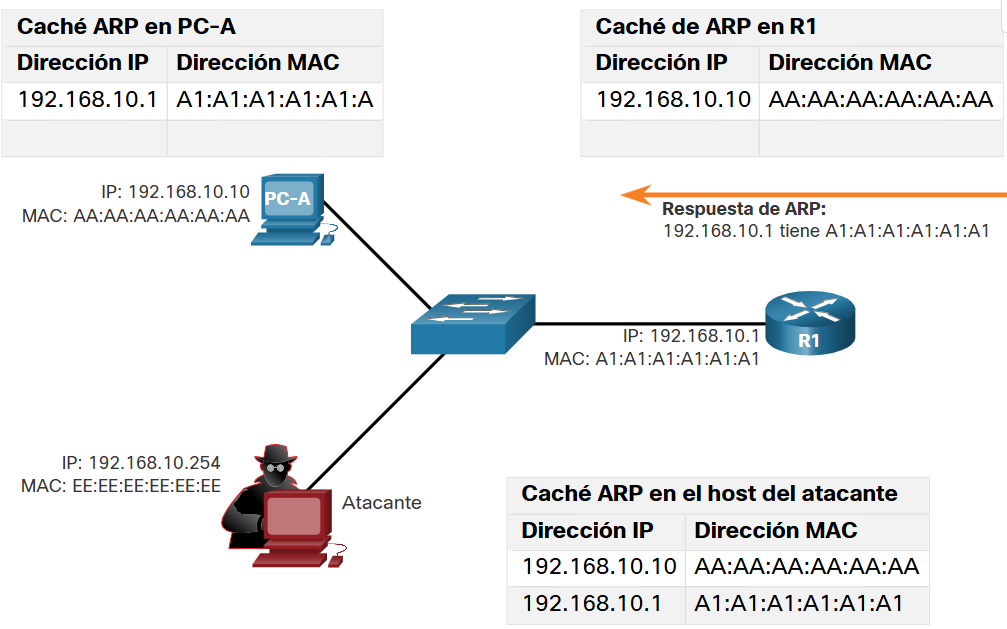 Caché ARP en PC-A
Dirección IP Dirección MAC
192.168.10.1 A1:A1:A1:A1:A1:A
Caché de ARP en R1
Dirección IP Dirección MAC
192.168.10.10 AA:AA:AA:AA:AA:AA
IP: 192.168.10.10
MAC: AA:AA:AA:AA:AA:AA
PC-A
Respuesta de ARP:
192.168.10.1 tiene A1:A1:A1:A1:A1:A1
IP: 192.168.10.1
MAC: A1:A1:A1:A1:A1:A1
R1
IP: 192.168.10.254
MAC: EE:EE:EE:EE:EE:EE
Atacante
Caché ARP en el host del atacante
Dirección IP Dirección MAC
192.168.10.10 AA:AA:AA:AA:AA:AA
192.168.10.1 A1:A1:A1:A1:A1:A1